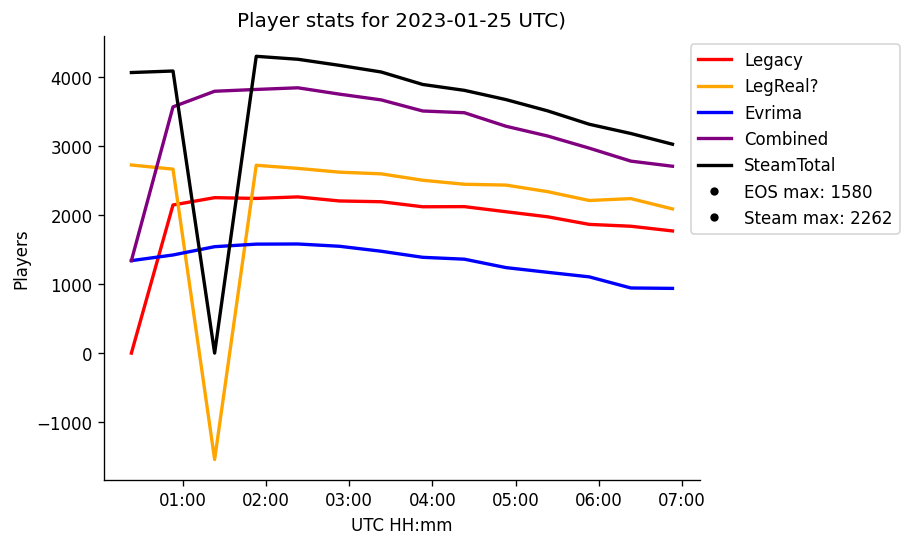 Player stats for 2023-01-25 UTC)
Players
4000
3000
2000
1000
0
−1000
01:00 02:00 03:00 04:00 05:00 06:00 07:00
UTC HH:mm
Legacy
LegReal?
Evrima
Combined
SteamTotal
EOS max: 1580
Steam max: 2262